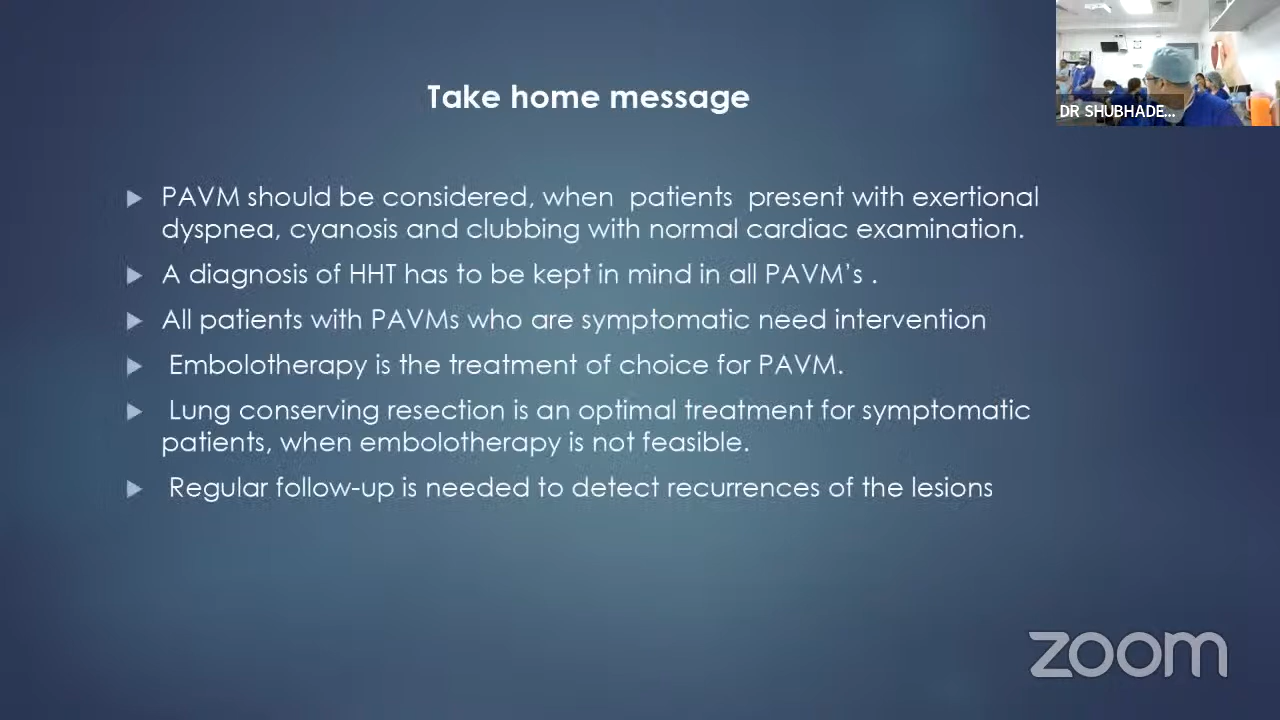 DR SHUBHADE...
Take home message
PAVM should be considered, when patients present with exertional
dyspnea, cyanosis and clubbing with normal cardiac examination.
A diagnosis of HHT has to be kept in mind in all PAVM’s .
All patients with PAVMs who are symptomatic need intervention
Embolotherapy is the treatment of choice for PAVM.
Lung conserving resection is an optimal treatment for symptomatic
patients, when embolotherapy is not feasible.
Regular follow-up is needed to detect recurrences of the lesions
zoom